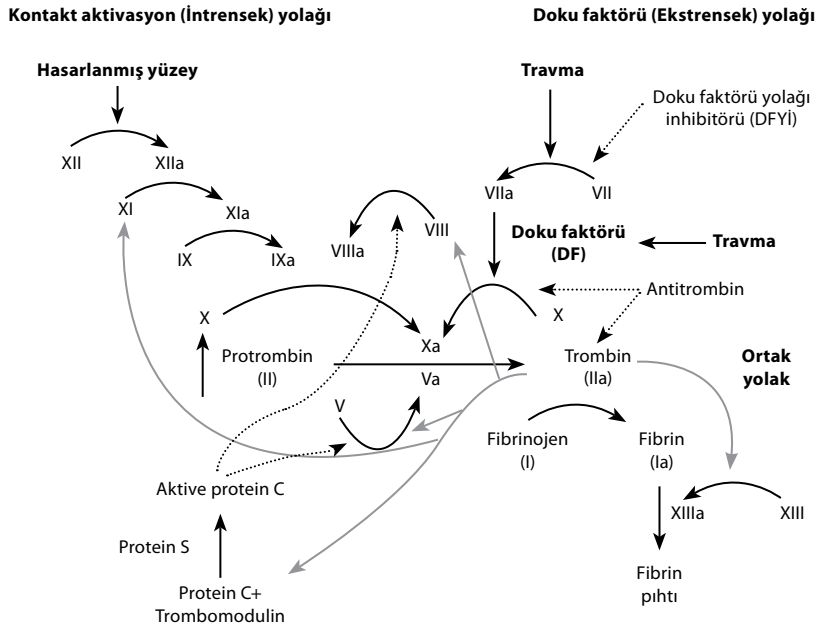 Kontakt aktivasyon (İntrensek) yolağı
Doku faktörü (Ekstrensek) yolağı
Hasarlanmış yüzey
Travma
Doku faktörü yolağı
inhibitörü (DFYİ)
XII
XIIa
VIIa
VII
XI
XIa
VIII
VIIIa
IX
IXa
Doku faktörü
(DF)
Travma
Antitrombin
X
X
Xa
Protrombin
(II)
Va
Trombin
(IIa)
Ortak
yolak
V
Fibrinojen
(I)
Fibrin
(Ia)
Aktive protein C
XIIIa
XIII
Protein S
Fibrin
pıhtı
Protein C+
Trombomodulin